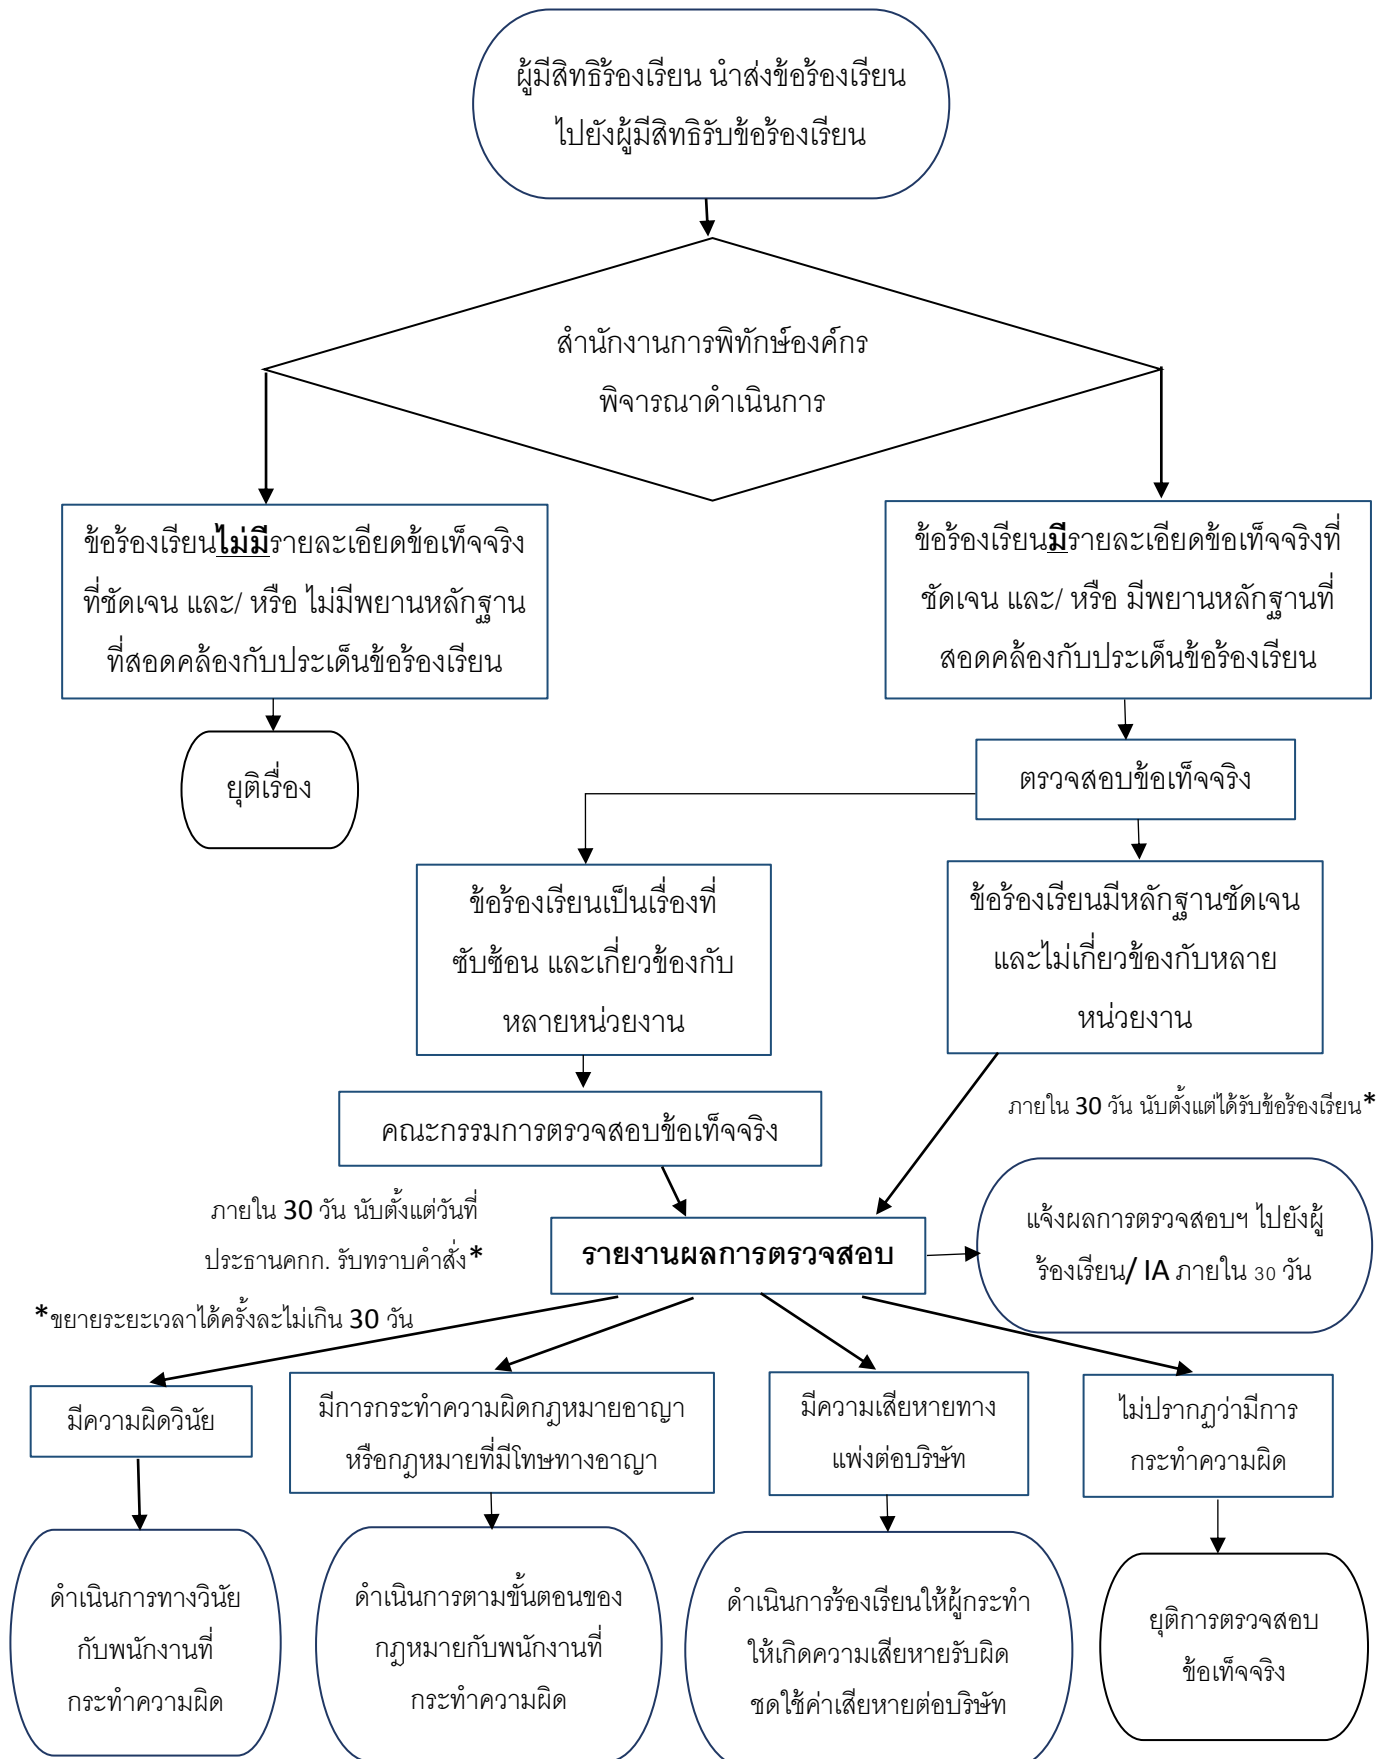 ผู้มีสิทธิร้องเรียน นำส่งข้อร้องเรียน
ไปยังผู้มีสิทธิรับข้อร้องเรียน
สำนักงานการพิทักษ์องค์กร
พิจารณาดำเนินการ
ข้อร้องเรียนไม่มีรายละเอียดข้อเท็จจริง
ที่ชัดเจน และ/ หรือ ไม่มีพยานหลักฐาน
ที่สอดคล้องกับประเด็นข้อร้องเรียน
ข้อร้องเรียนมีรายละเอียดข้อเท็จจริงที่
ชัดเจน และ/ หรือ มีพยานหลักฐานที่
สอดคล้องกับประเด็นข้อร้องเรียน
ยุติเรื่อง
ตรวจสอบข้อเท็จจริง
ข้อร้องเรียนเป็นเรื่องที่
ซับซ้อน และเกี่ยวข้องกับ
หลายหน่วยงาน
ข้อร้องเรียนมีหลักฐานชัดเจน
และไม่เกี่ยวข้องกับหลาย
หน่วยงาน
คณะกรรมการตรวจสอบข้อเท็จจริง
ภายใน 30 วัน นับตั้งแต่ได้รับข้อร้องเรียน*
ภายใน 30 วัน นับตั้งแต่วันที่
ประธานคกก. รับทราบคำสั่ง*
*ขยายระยะเวลาได้ครั้งละไม่เกิน 30 วัน
รายงานผลการตรวจสอบ
แจ้งผลการตรวจสอบฯ ไปยังผู้
ร้องเรียน/ IA ภายใน 30 วัน
มีความผิดวินัย
มีการกระทำความผิดกฎหมายอาญา
หรือกฎหมายที่มีโทษทางอาญา
มีความเสียหายทาง
แพ่งต่อบริษัท
ไม่ปรากฏว่ามีการ
กระทำความผิด
ดำเนินการทางวินัย
กับพนักงานที่
กระทำความผิด
ดำเนินการตามขั้นตอนของ
กฎหมายกับพนักงานที่
กระทำความผิด
ดำเนินการร้องเรียนให้ผู้กระทำ
ให้เกิดความเสียหายรับผิด
ชดใช้ค่าเสียหายต่อบริษัท
ยุติการตรวจสอบ
ข้อเท็จจริง